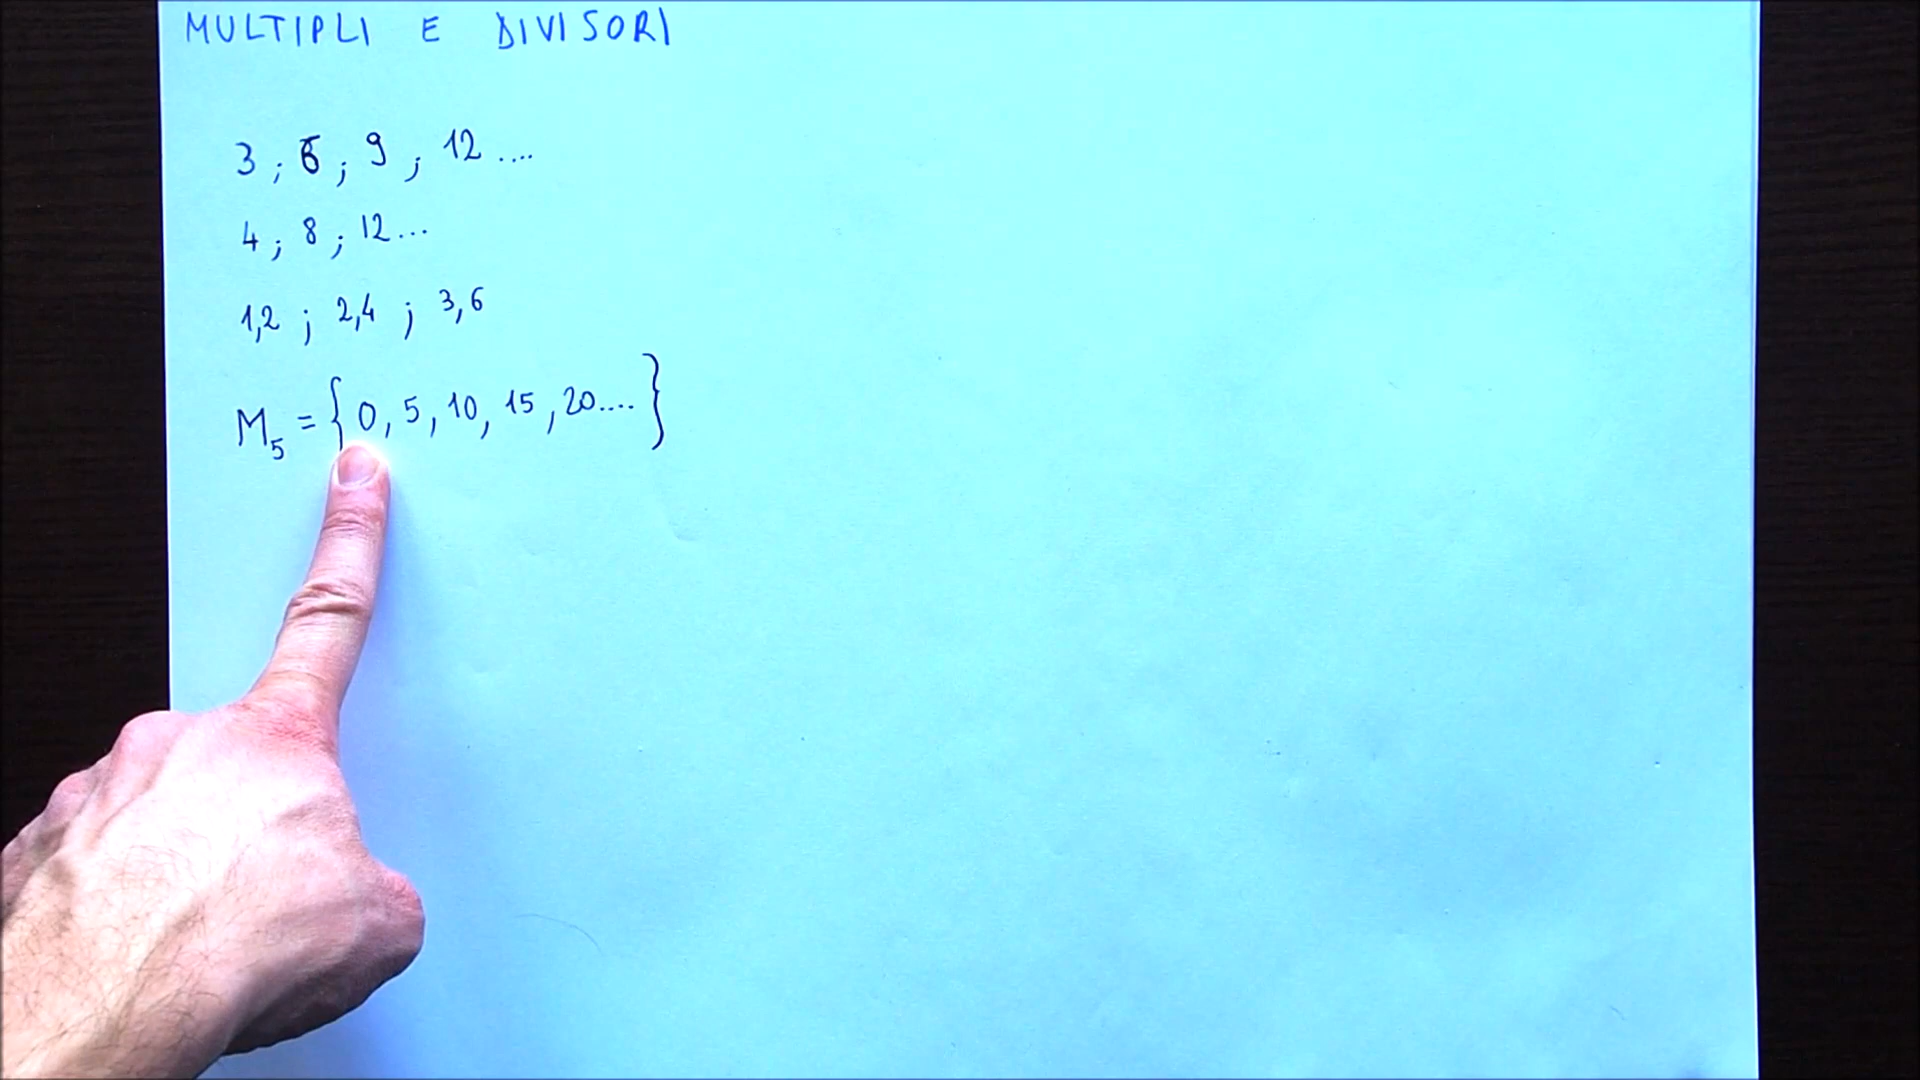 MULTIPLI E DIVISORI
3 ; 6 ; 9 ; 12 ....
4 ; 8 ; 12 ...
1,2 ; 2,4 ; 3,6
M₅ = { 0, 5, 10, 15, 20.... }